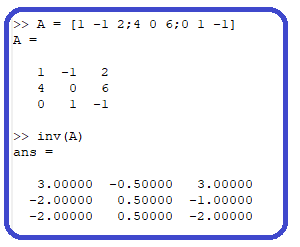 >> A = [1 -1 2;4 0 6;0 1 -1]
A =
1 -1 2
4 0 6
0 1 -1
>> inv(A)
ans =
3.00000 -0.50000 3.00000
-2.00000 0.50000 -1.00000
-2.00000 0.50000 -2.00000